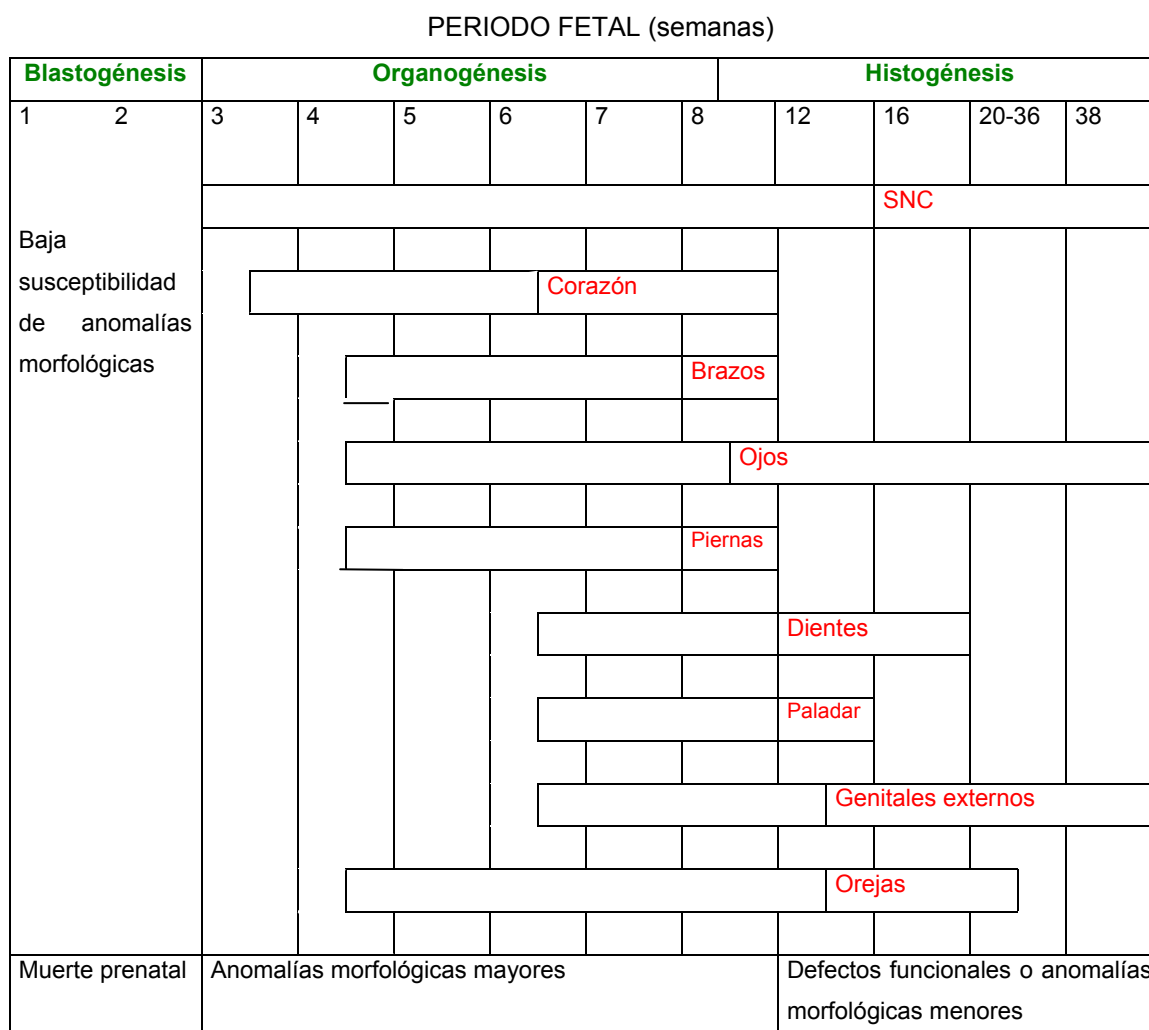 PERIODO FETAL (semanas)
Blastogénesis Organogénesis Histogénesis
1 2 3 4 5 6 7 8 12 16 20-36 38
SNC
Baja
susceptibilidad
de anomalías
morfológicas
Corazón
Brazos
Ojos
Piernas
Dientes
Paladar
Genitales externos
Orejas
Muerte prenatal Anomalías morfológicas mayores Defectos funcionales o anomalías
morfológicas menores